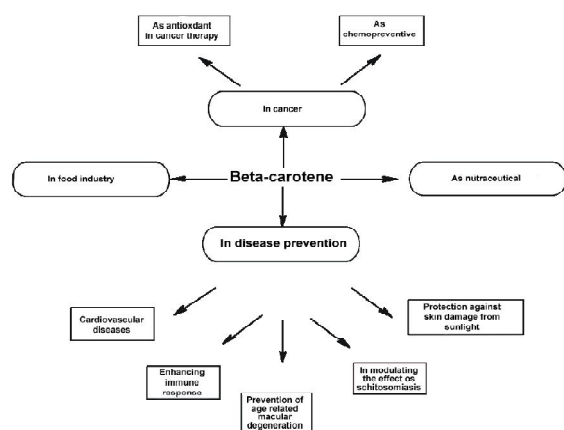 As antioxdant
In cancer therapy
As
chemopreventive
In cancer
In food industry
Beta-carotene
As nutraceutical
In disease prevention
Cardiovascular
diseases
Protection against
skin damage from
sunlight
Enhancing
immune
response
In modulating
the effect os
schitosomiasis
Prevention of
age related
macular
degeneration